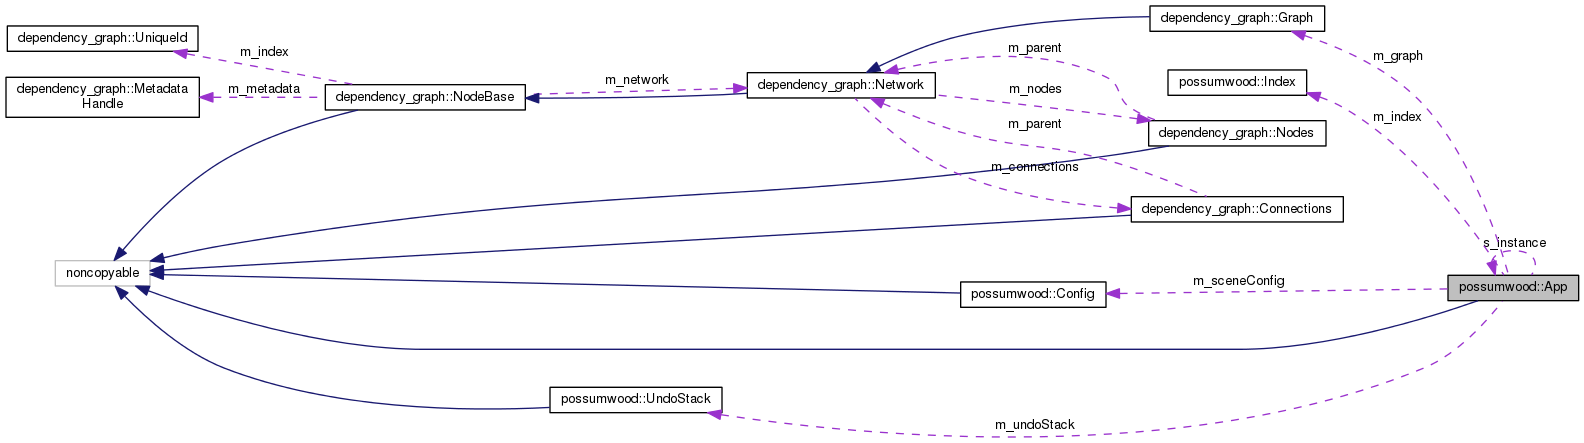 dependency_graph::Graph
dependency_graph::UniqueId
m_index
m_parent
m_graph
dependency_graph::Metadata
Handle
m_metadata
dependency_graph::NodeBase
m_network
dependency_graph::Network
m_nodes
possumwood::Index
m_index
m_parent
dependency_graph::Nodes
m_connections
dependency_graph::Connections
s_instance
noncopyable
possumwood::Config
m_sceneConfig
possumwood::App
possumwood::UndoStack
m_undoStack